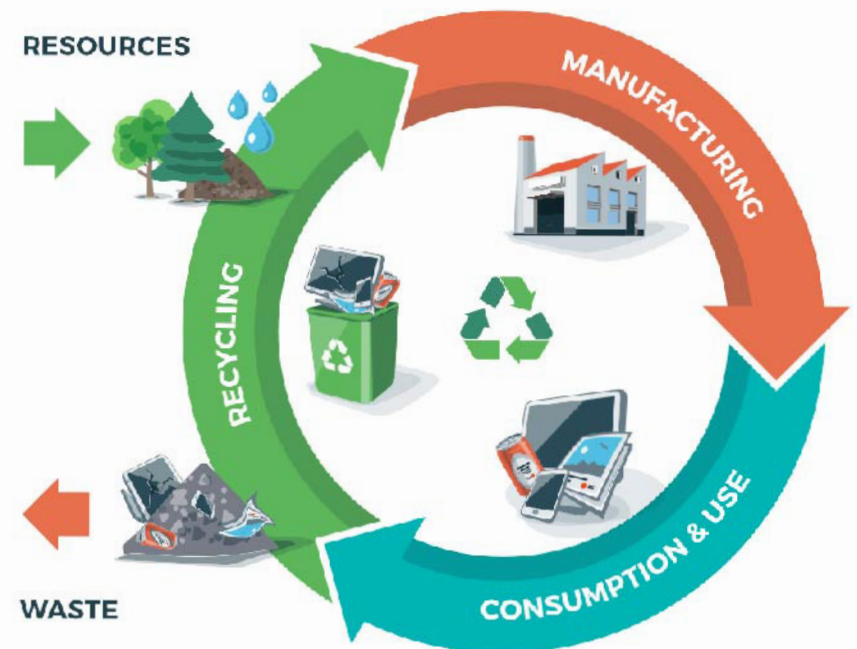 RESOURCES
MANUFACTURING
RECYCLING
CONSUMPTION & USE
WASTE